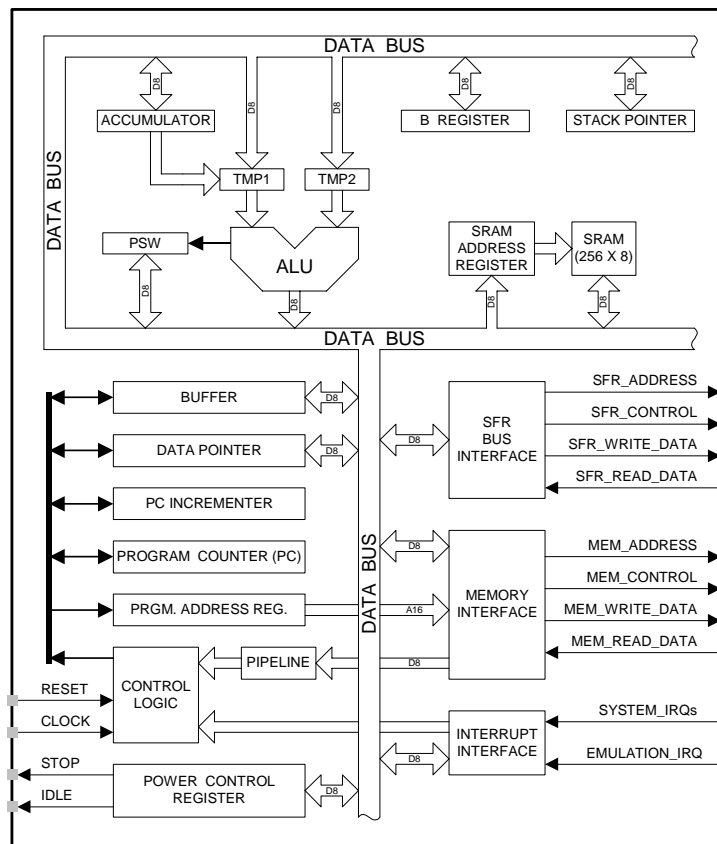 DATA BUS
D8
D8
D8
D8
D8
ACCUMULATOR
B REGISTER
STACK POINTER
DATA BUS
TMP1
TMP2
PSW
ALU
SRAM
ADDRESS
REGISTER
SRAM
(256 X 8)
D8
D8
D8
D8
DATA BUS
BUFFER
D8
DATA POINTER
D8
PC INCREMENTER
PROGRAM COUNTER (PC)
PRGM. ADDRESS REG.
A16
DATA BUS
D8
SFR
BUS
INTERFACE
SFR_ADDRESS
SFR_CONTROL
SFR_WRITE_DATA
SFR_READ_DATA
D8
MEMORY
INTERFACE
MEM_ADDRESS
MEM_CONTROL
MEM_WRITE_DATA
MEM_READ_DATA
PIPELINE
D8
CONTROL
LOGIC
RESET
CLOCK
INTERRUPT
INTERFACE
SYSTEM_IRQs
EMULATION_IRQ
D8
STOP
IDLE
POWER CONTROL
REGISTER
D8